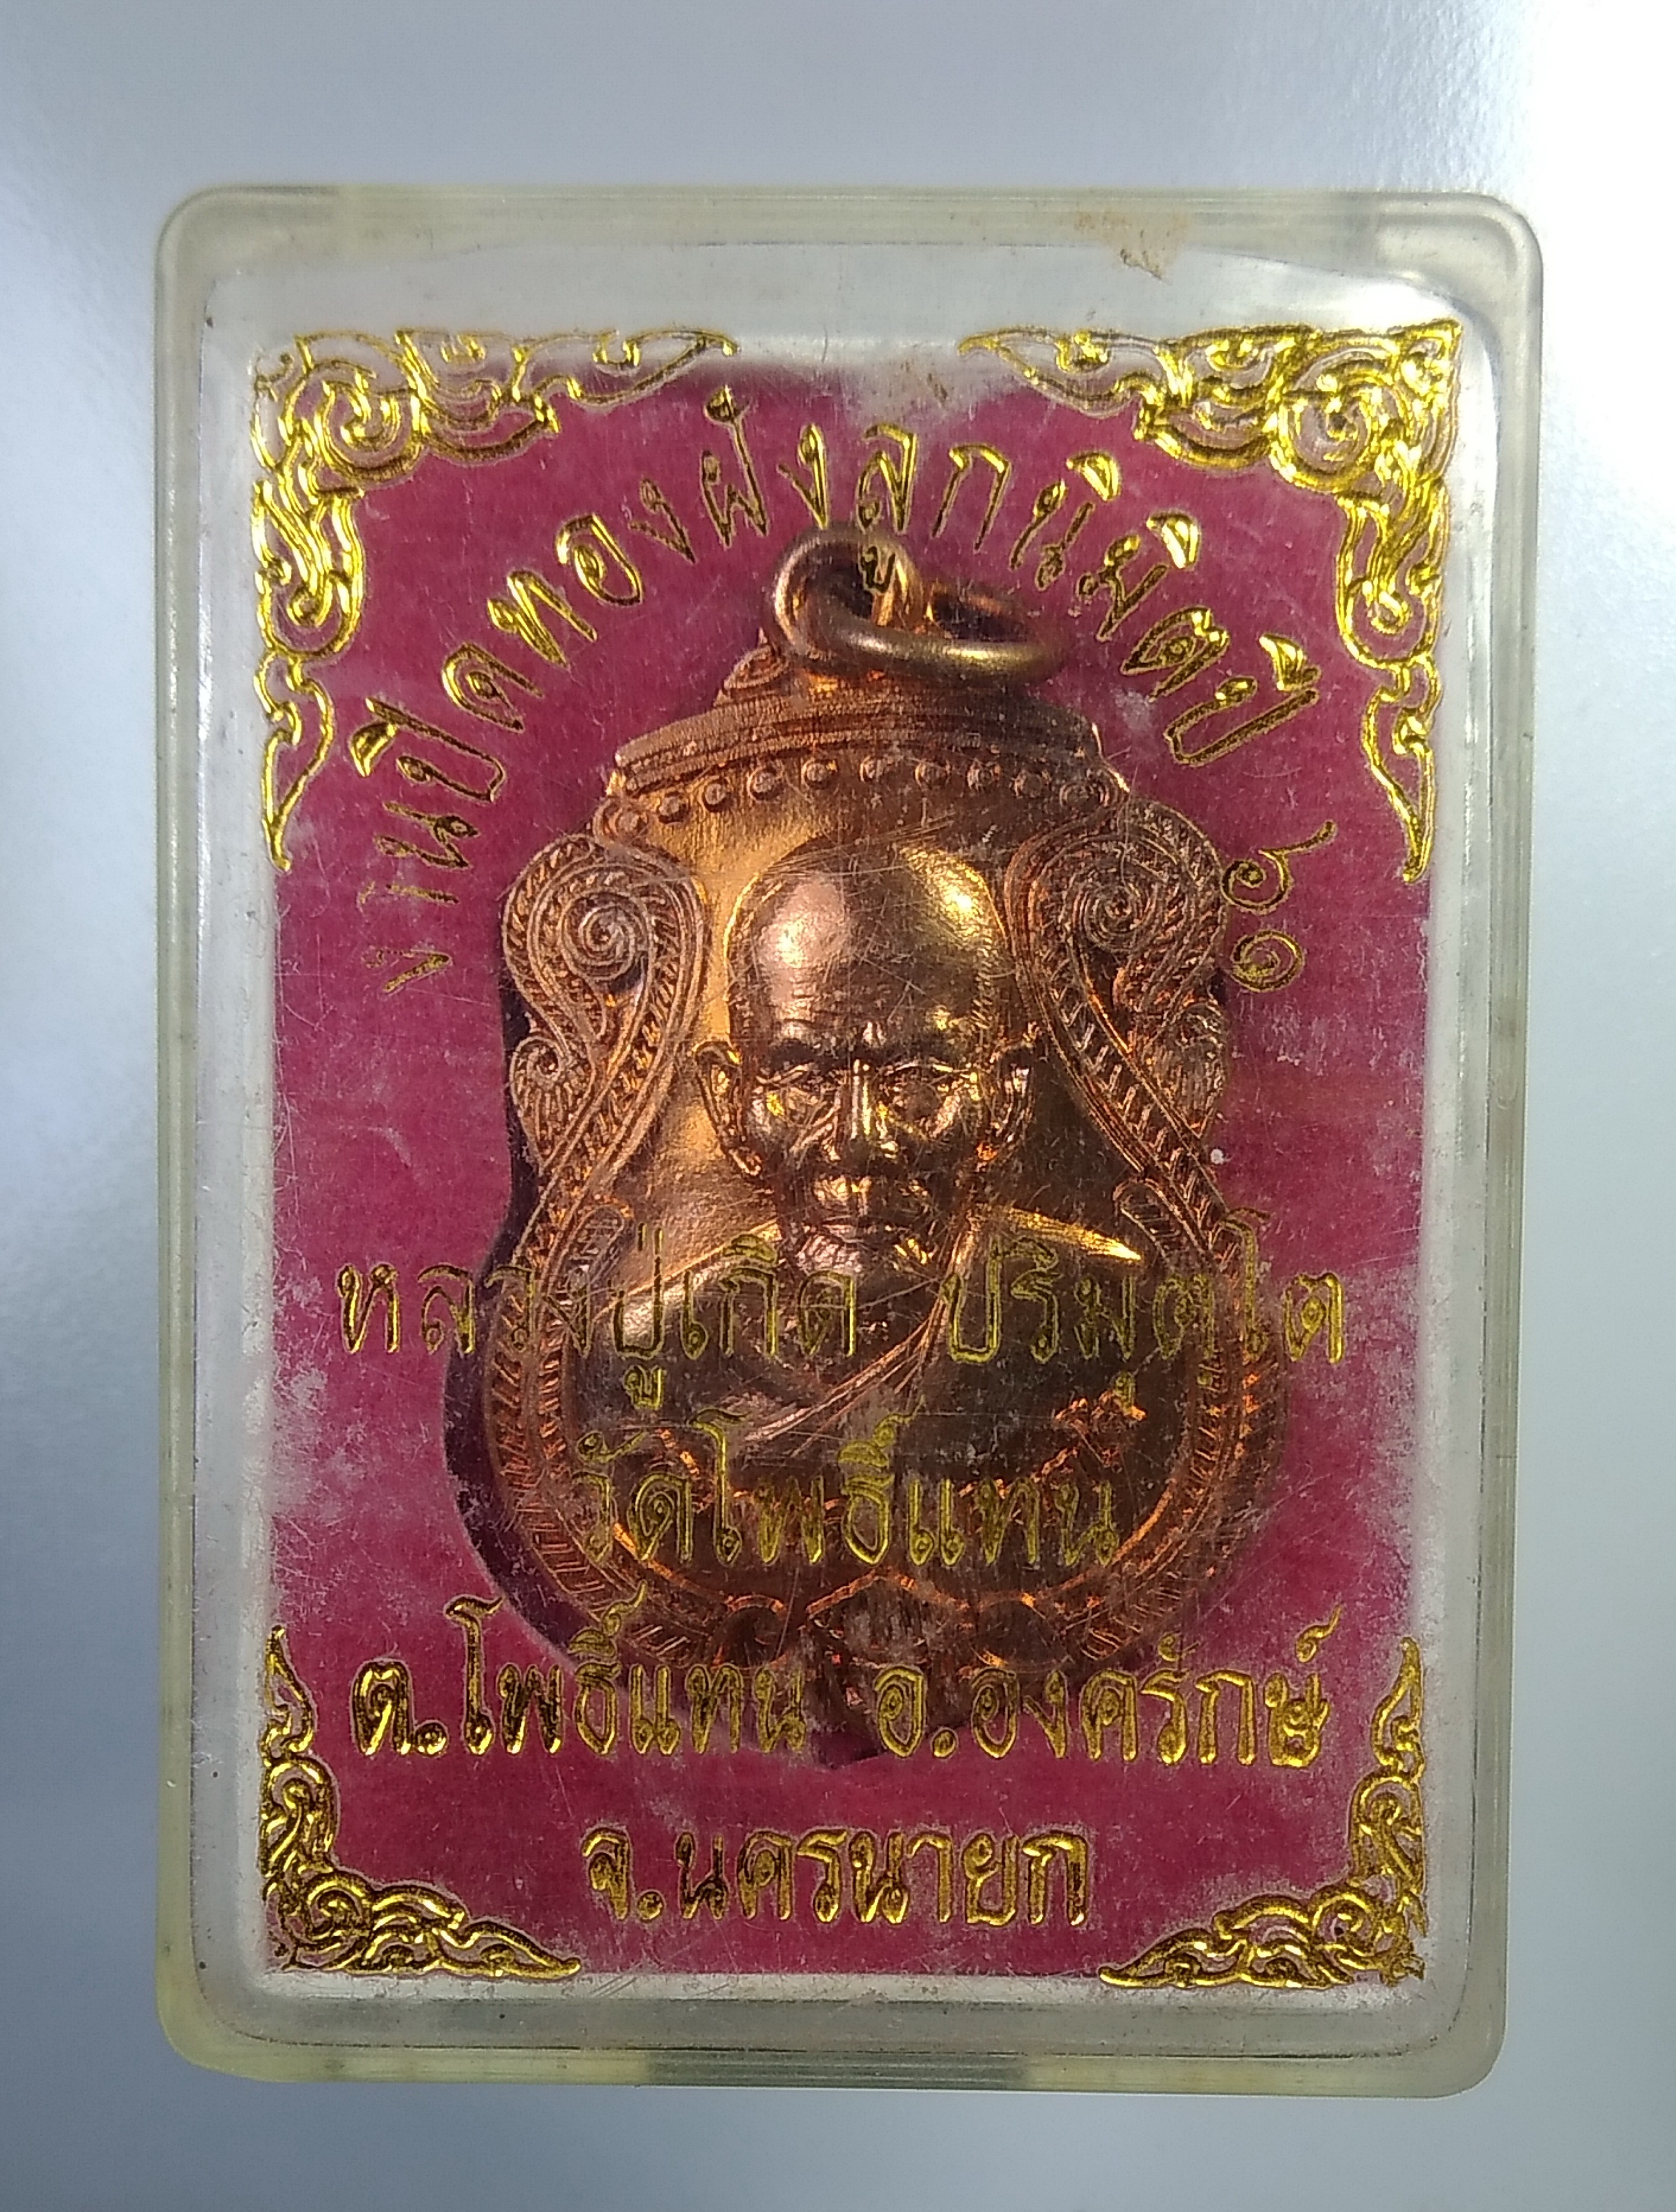 งานปิดทองฝังลูกนิมิตปี ๖๑
หลวงปู่เกิด ปริมุตฺโต
วัดโพธิ์แทน
ต.โพธิ์แทน อ.องครักษ์
จ.นครนายก